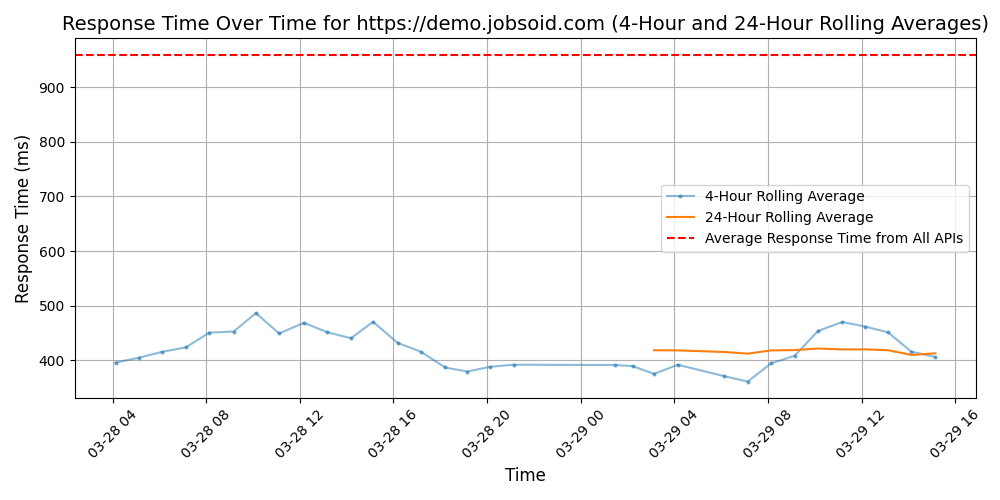 Response Time Over Time for https://demo.jobsoid.com (4-Hour and 24-Hour Rolling Averages)
Response Time (ms)
900
800
700
600
500
400
4-Hour Rolling Average
24-Hour Rolling Average
Average Response Time from All APIs
03-28 04
03-28 08
03-28 12
03-28 16
03-28 20
03-29 00
03-29 04
03-29 08
03-29 12
03-29 16
Time